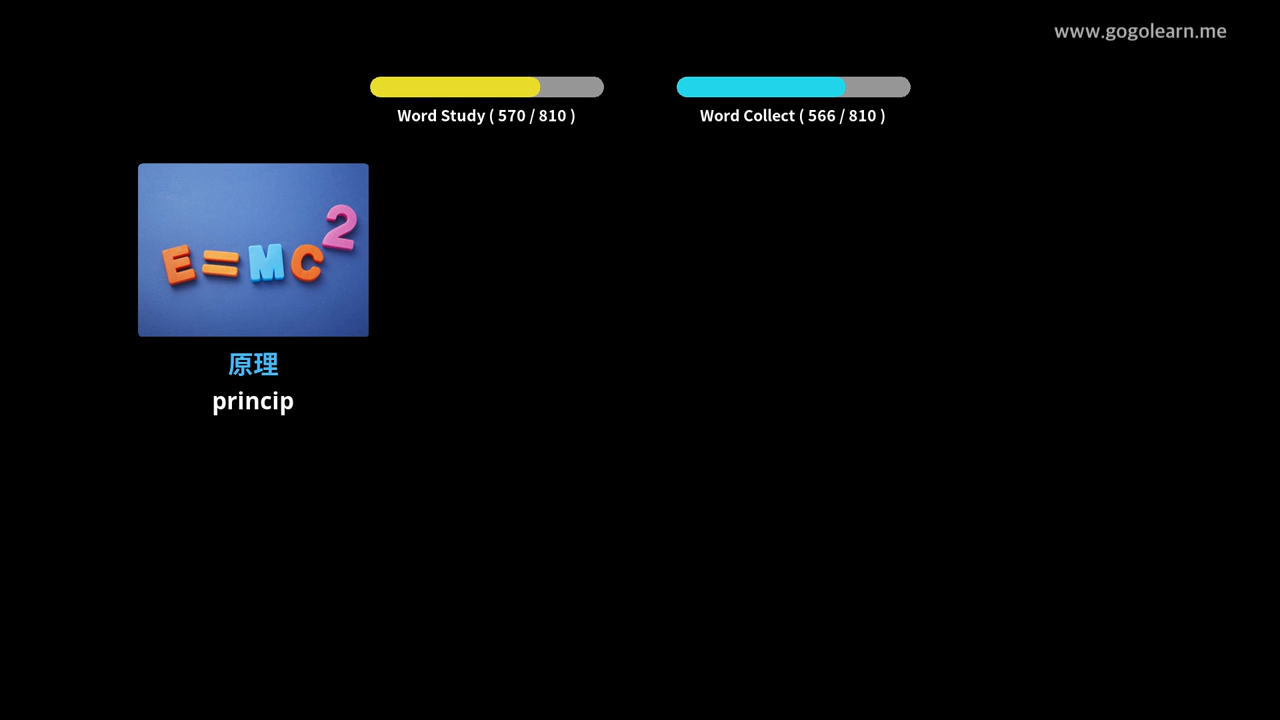 www.gogolearn.me
Word Study ( 570 / 810 )
Word Collect ( 566 / 810 )
E=MC²
原理
princip